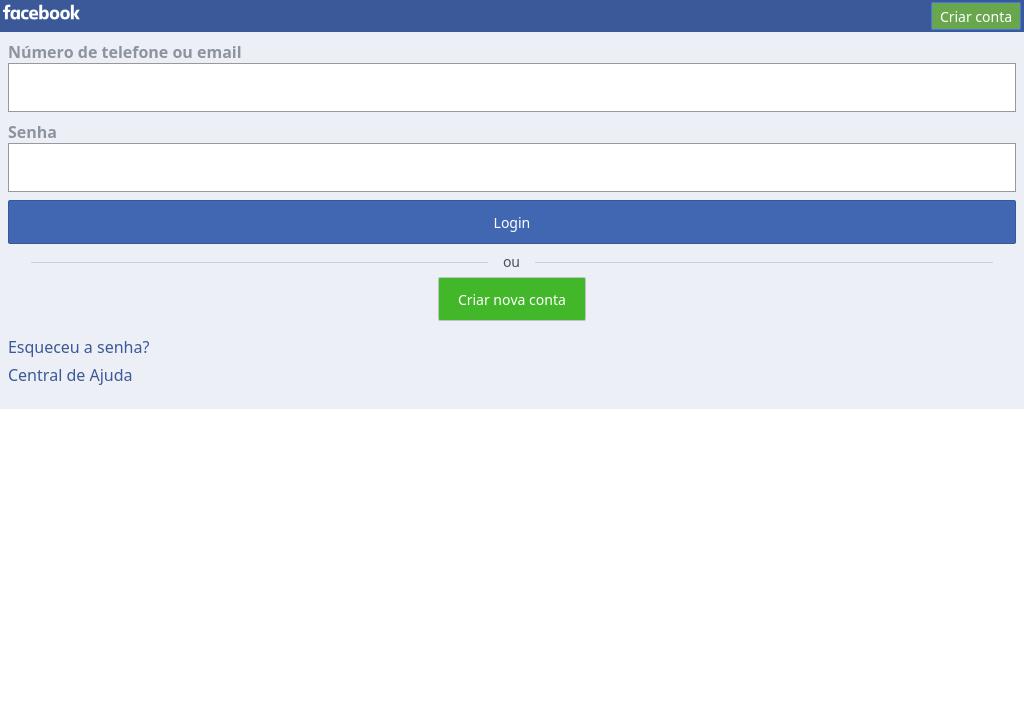 facebook
Criar conta
Número de telefone ou email
Senha
Login
ou
Criar nova conta
Esqueceu a senha?
Central de Ajuda